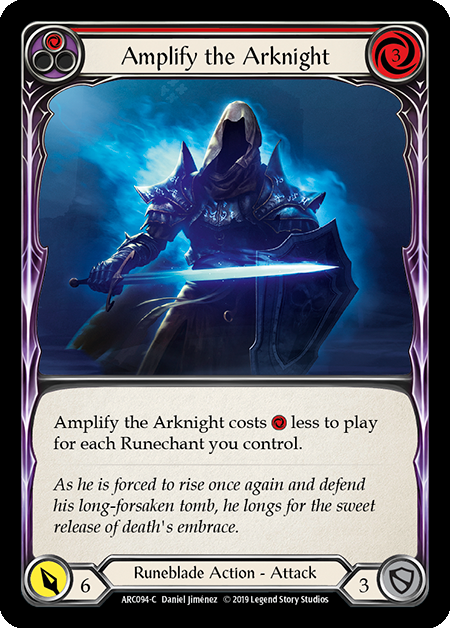 Amplify the Arknight
3
Amplify the Arknight costs less to play
for each Runechant you control.
As he is forced to rise once again and defend
his long-forsaken tomb, he longs for the sweet
release of death's embrace.
6
Runeblade Action - Attack
3
ARC094-C Daniel Jiménez © 2019 Legend Story Studios